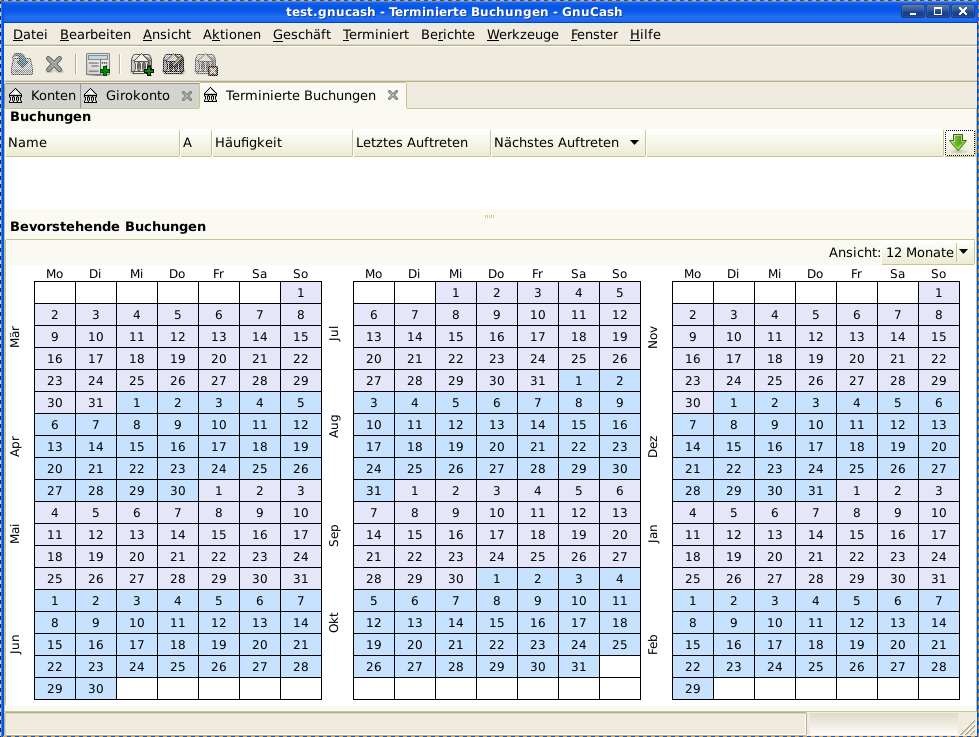 test.gnucash - Terminierte Buchungen - GnuCash
Datei Bearbeiten Ansicht Aktionen Geschäft Terminiert Berichte Werkzeuge Fenster Hilfe
Konten Girokonto Terminierte Buchungen
Buchungen
Name A Häufigkeit Letztes Auftreten Nächstes Auftreten
Bevorstehende Buchungen
Ansicht: 12 Monate
Mo Di Mi Do Fr Sa So
Mär
1
2 3 4 5 6 7 8
9 10 11 12 13 14 15
16 17 18 19 20 21 22
23 24 25 26 27 28 29
30 31 1 2 3 4 5
Apr
6 7 8 9 10 11 12
13 14 15 16 17 18 19
20 21 22 23 24 25 26
27 28 29 30 1 2 3
Mai
4 5 6 7 8 9 10
11 12 13 14 15 16 17
18 19 20 21 22 23 24
25 26 27 28 29 30 31
Jun
1 2 3 4 5 6 7
8 9 10 11 12 13 14
15 16 17 18 19 20 21
22 23 24 25 26 27 28
29 30
Mo Di Mi Do Fr Sa So
Jul
1 2 3 4 5
6 7 8 9 10 11 12
13 14 15 16 17 18 19
20 21 22 23 24 25 26
27 28 29 30 31 1 2
Aug
3 4 5 6 7 8 9
10 11 12 13 14 15 16
17 18 19 20 21 22 23
24 25 26 27 28 29 30
31 1 2 3 4 5 6
Sep
7 8 9 10 11 12 13
14 15 16 17 18 19 20
21 22 23 24 25 26 27
28 29 30 1 2 3 4
Okt
5 6 7 8 9 10 11
12 13 14 15 16 17 18
19 20 21 22 23 24 25
26 27 28 29 30 31
Mo Di Mi Do Fr Sa So
Nov
1
2 3 4 5 6 7 8
9 10 11 12 13 14 15
16 17 18 19 20 21 22
23 24 25 26 27 28 29
30 1 2 3 4 5 6
Dez
7 8 9 10 11 12 13
14 15 16 17 18 19 20
21 22 23 24 25 26 27
28 29 30 31 1 2 3
Jan
4 5 6 7 8 9 10
11 12 13 14 15 16 17
18 19 20 21 22 23 24
25 26 27 28 29 30 31
Feb
1 2 3 4 5 6 7
8 9 10 11 12 13 14
15 16 17 18 19 20 21
22 23 24 25 26 27 28
29